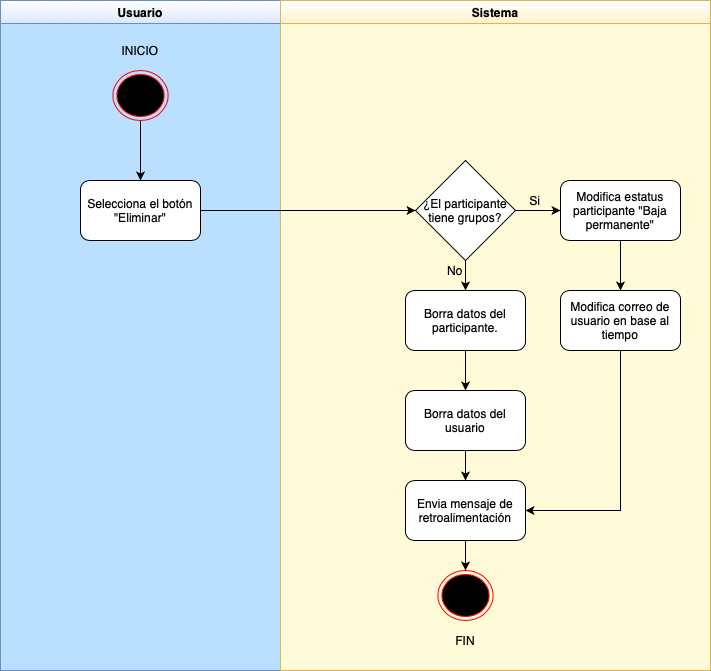 Usuario
Sistema
INICIO
Selecciona el botón
"Eliminar"
¿El participante
tiene grupos?
Si
Modifica estatus
participante "Baja
permanente"
No
Borra datos del
participante.
Modifica correo de
usuario en base al
tiempo
Borra datos del
usuario
Envia mensaje de
retroalimentación
FIN